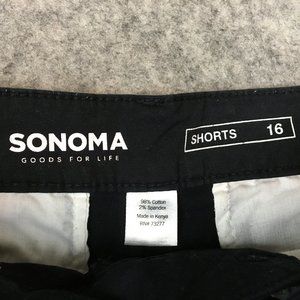 SONOMA
GOODS FOR LIFE
SHORTS 16
98% Cotton
2% Spandex
Made in Kenya
RN# 73277